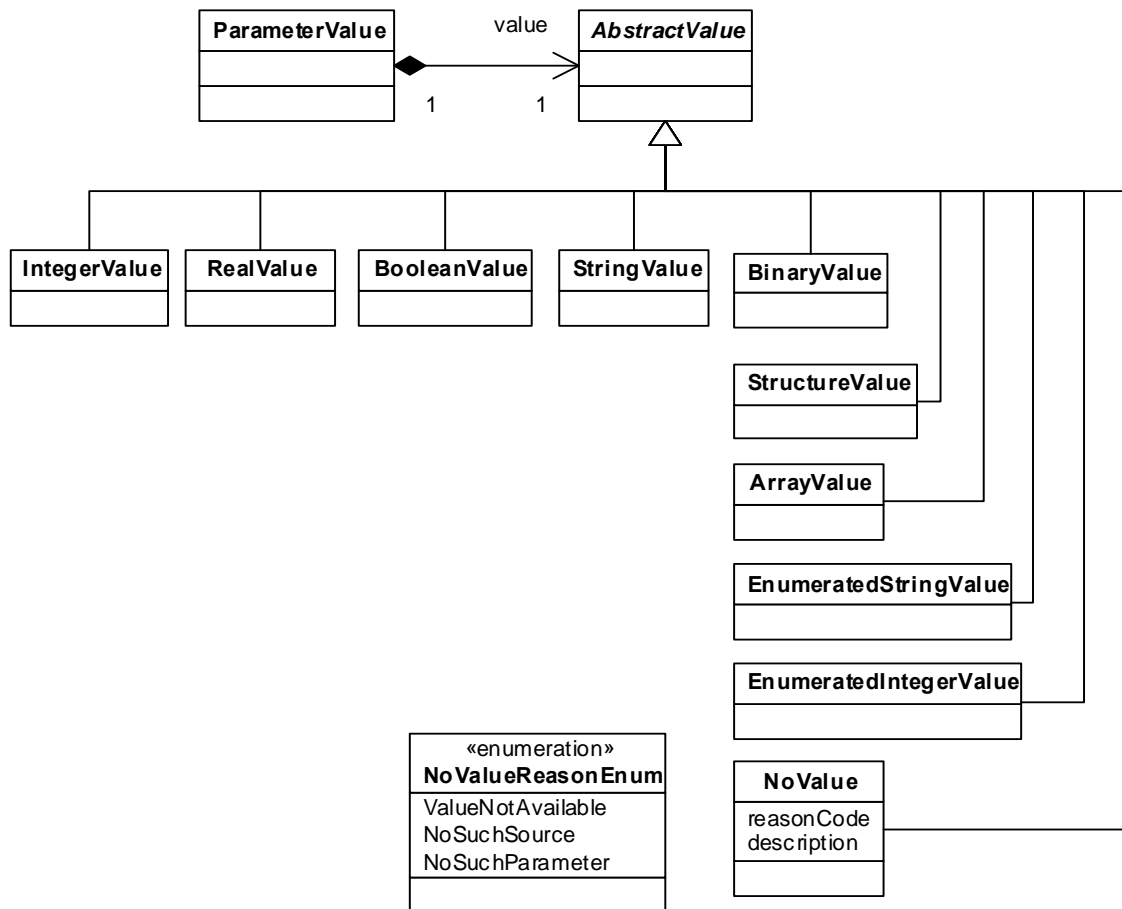 ParameterValue
value
AbstractValue
1
1
IntegerValue
RealValue
BooleanValue
StringValue
BinaryValue
StructureValue
ArrayValue
EnumeratedStringValue
EnumeratedIntegerValue
«enumeration»
NoValueReasonEnum
ValueNotAvailable
NoSuchSource
NoSuchParameter
NoValue
reasonCode
description